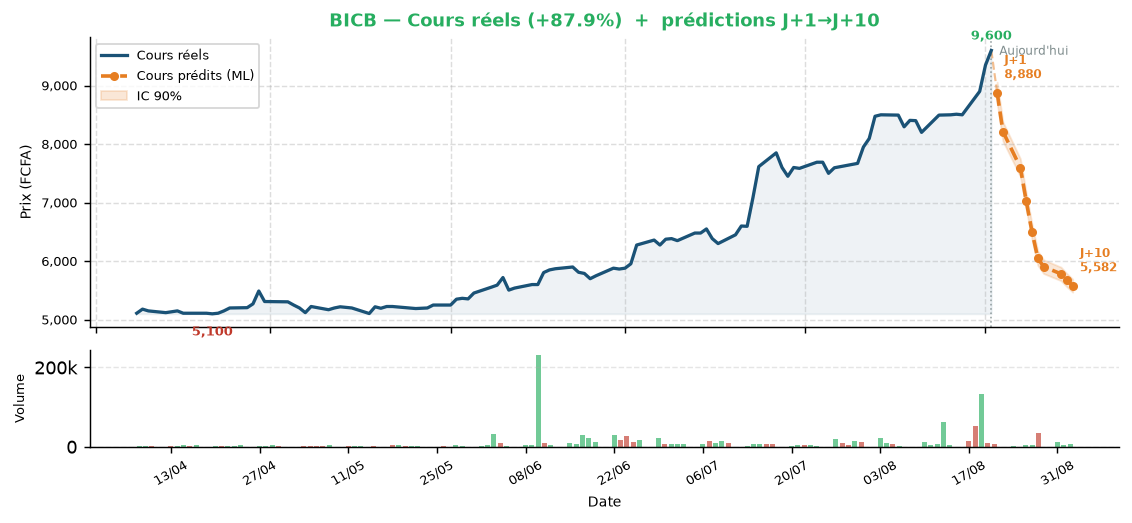 BICB — Cours réels (+87.9%)  +  prédictions J+1→J+10
9,600
Aujourd'hui
Cours réels
Cours prédits (ML)
IC 90%
J+1
8,880
J+10
5,582
5,100
Prix (FCFA)
9,000
8,000
7,000
6,000
5,000
Volume
200k
0
13/04
27/04
11/05
25/05
08/06
22/06
06/07
20/07
03/08
17/08
31/08
Date